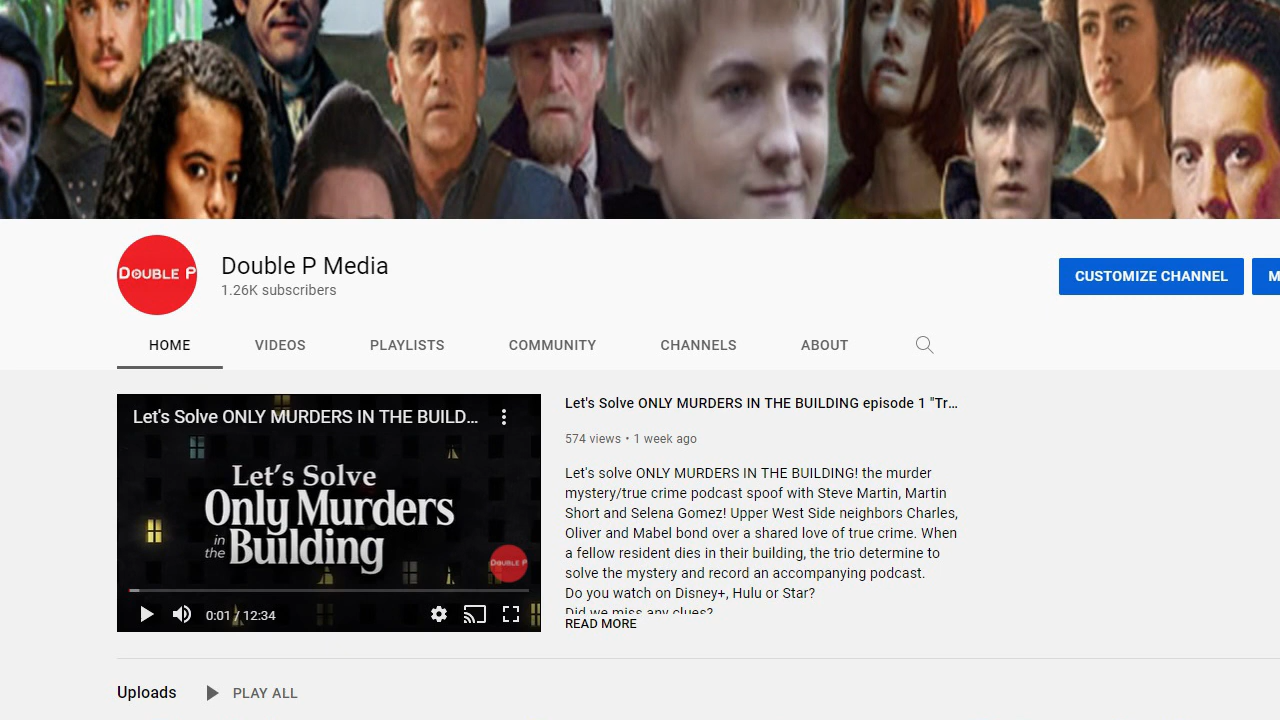 DOUBLE P
Double P Media
1.26K subscribers
CUSTOMIZE CHANNEL
M
HOME
VIDEOS
PLAYLISTS
COMMUNITY
CHANNELS
ABOUT
Let's Solve ONLY MURDERS IN THE BUILD...
Let's Solve
Only Murders
in the Building
DOUBLE P
0:01 / 12:34
Let's Solve ONLY MURDERS IN THE BUILDING episode 1 "Tr...
574 views • 1 week ago
Let's solve ONLY MURDERS IN THE BUILDING! the murder
mystery/true crime podcast spoof with Steve Martin, Martin
Short and Selena Gomez! Upper West Side neighbors Charles,
Oliver and Mabel bond over a shared love of true crime. When
a fellow resident dies in their building, the trio determine to
solve the mystery and record an accompanying podcast.
Do you watch on Disney+, Hulu or Star?
Did we miss any clues?
READ MORE
Uploads
PLAY ALL